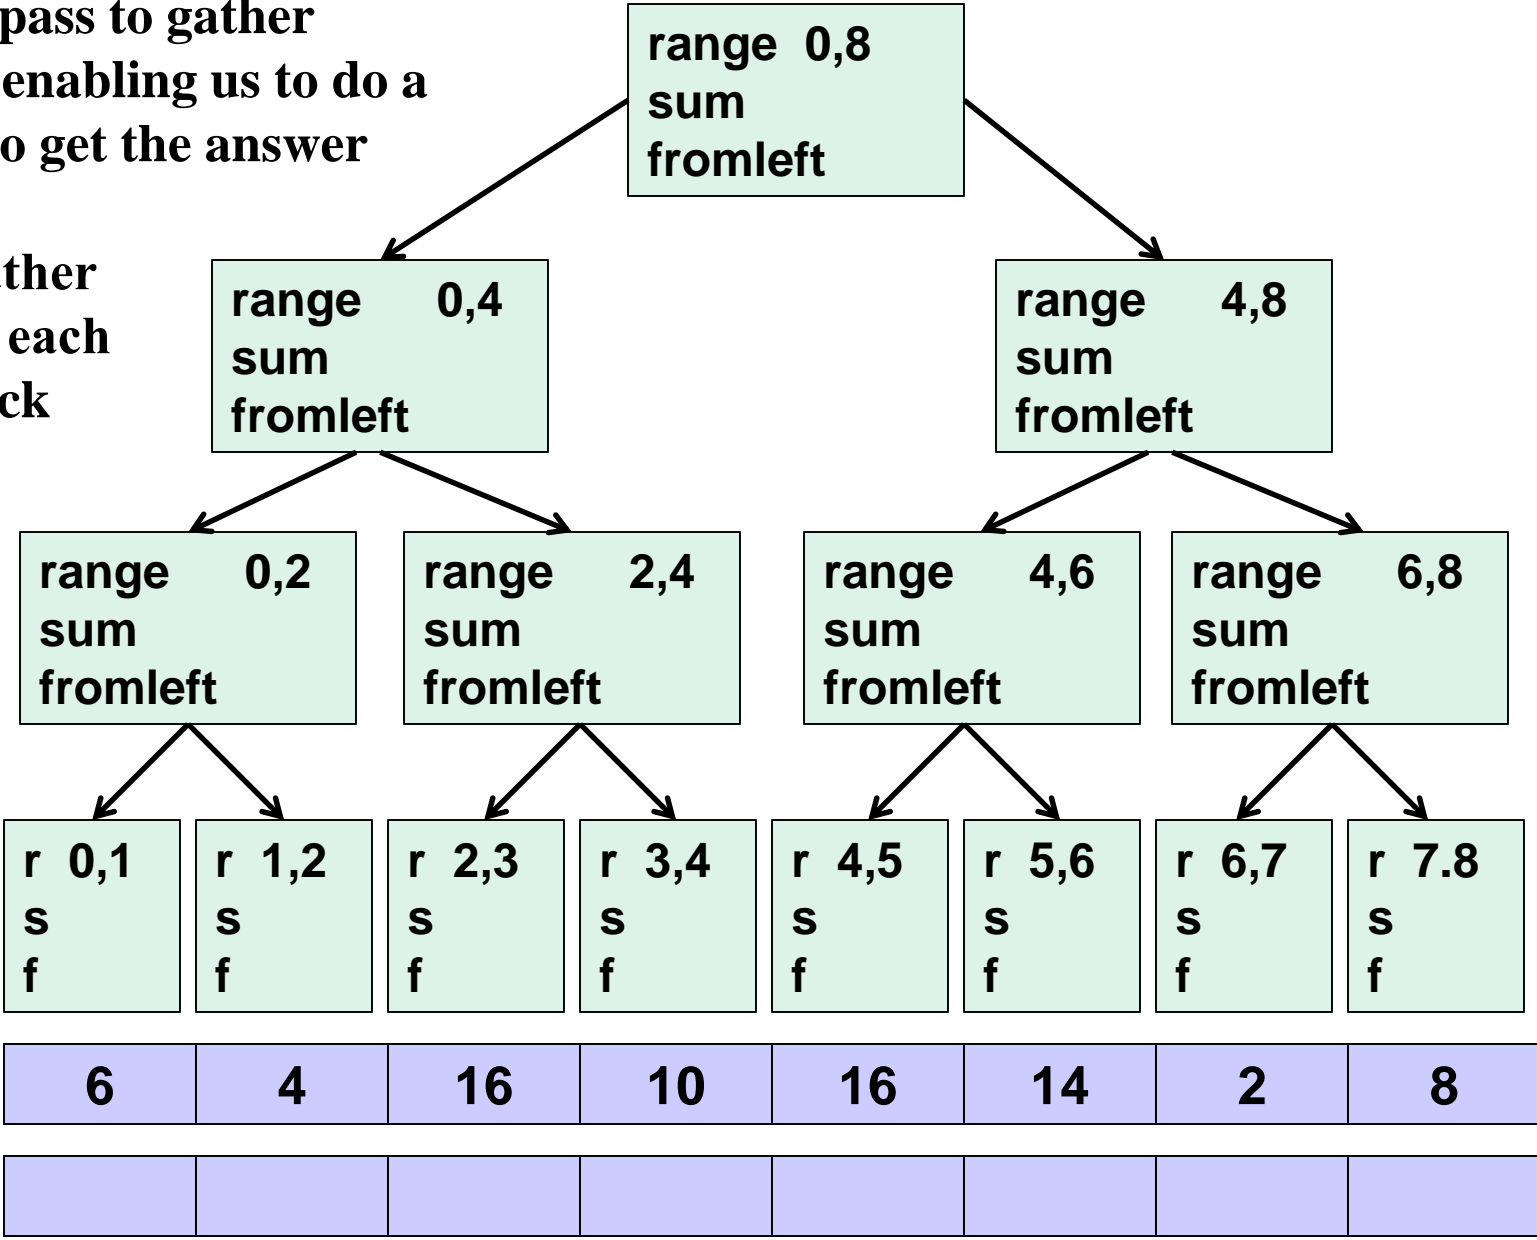 pass to gather
enabling us to do a
o get the answer
each
range 0,8
sum
fromleft
range 0,4
sum
fromleft
range 4,8
sum
fromleft
range 0,2
sum
fromleft
range 2,4
sum
fromleft
range 4,6
sum
fromleft
range 6,8
sum
fromleft
r 0,1
s
f
r 1,2
s
f
r 2,3
s
f
r 3,4
s
f
r 4,5
s
f
r 5,6
s
f
r 6,7
s
f
r 7.8
s
f
6 4 16 10 16 14 2 8